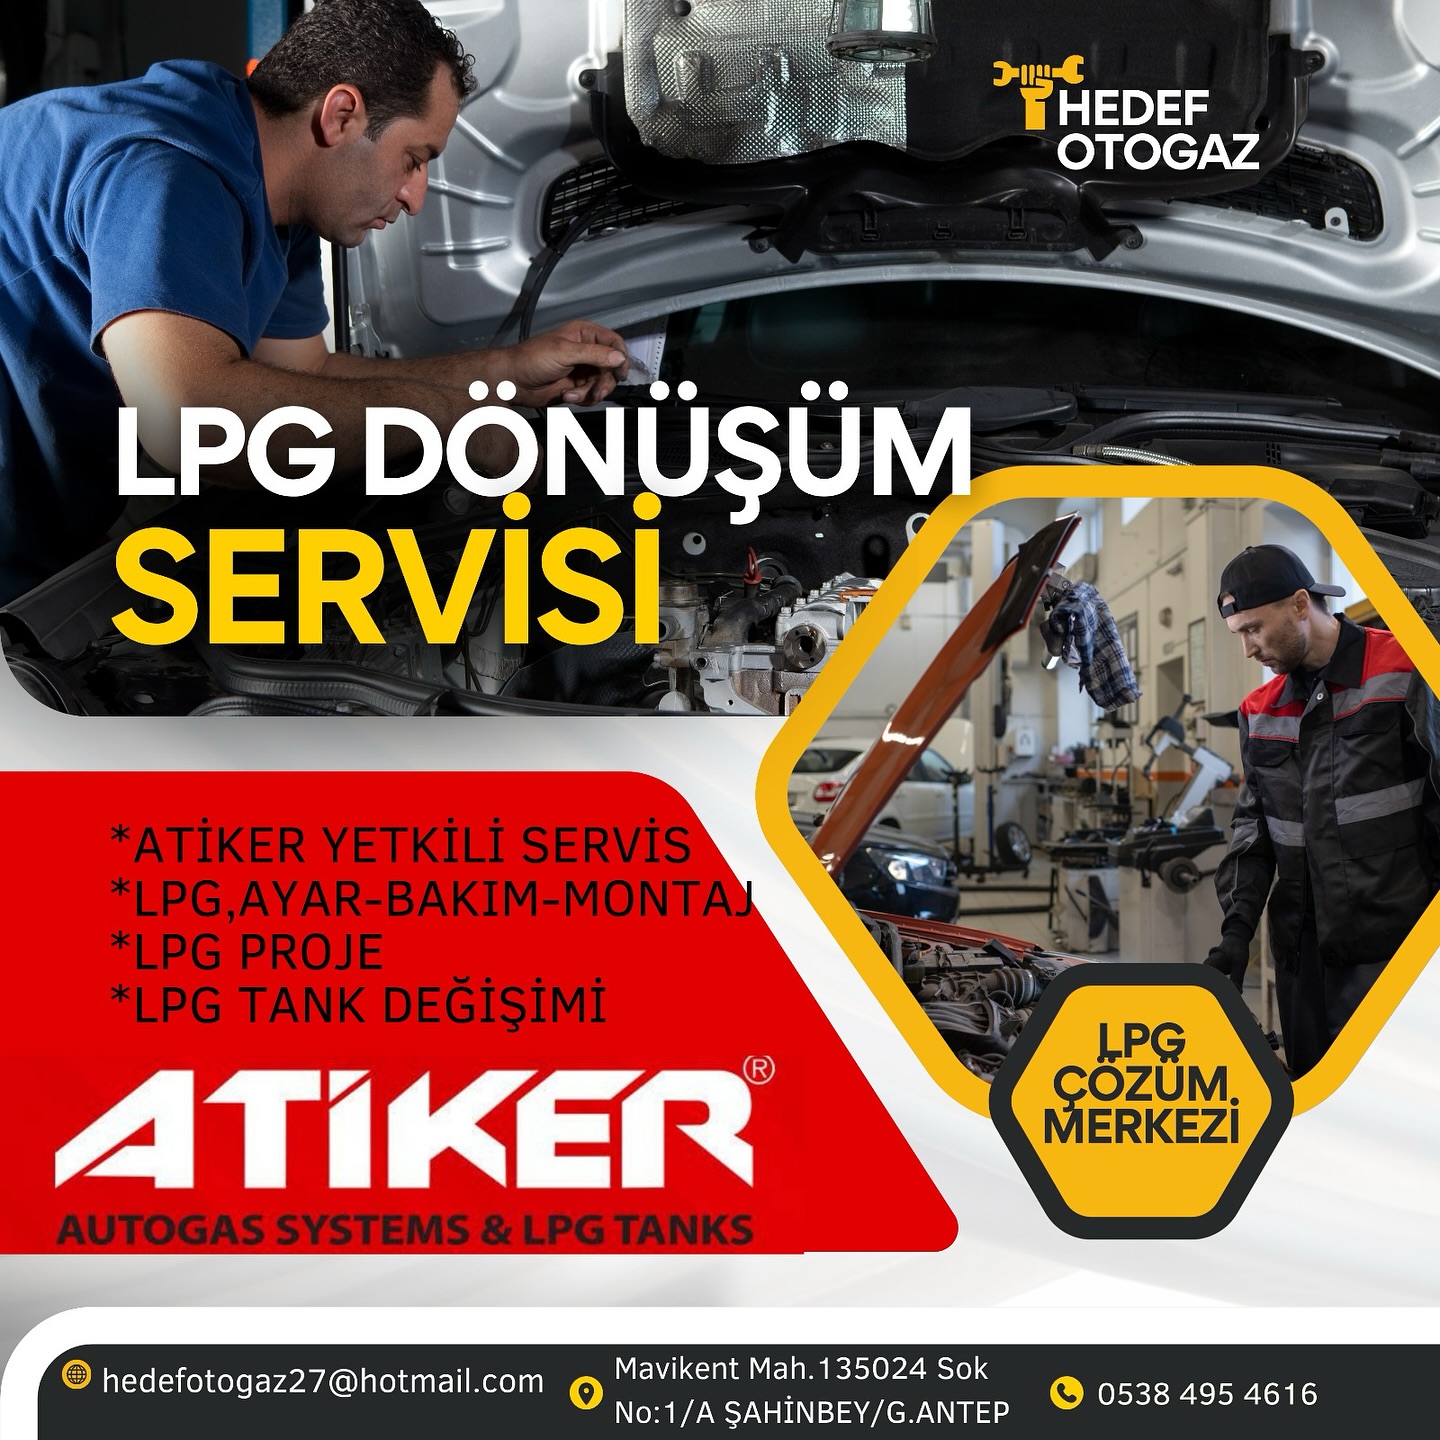 HEDEF
OTOGAZ
LPG DÖNÜŞÜM
SERVİSİ
*ATİKER YETKİLİ SERVİS
*LPG,AYAR-BAKIM-MONTAJ
*LPG PROJE
*LPG TANK DEĞİŞİMİ
ATİKER®
AUTOGAS SYSTEMS & LPG TANKS
LPG
ÇÖZÜM
MERKEZİ
hedefotogaz27@hotmail.com
Mavikent Mah.135024 Sok
No:1/A ŞAHİNBEY/G.ANTEP
0538 495 4616